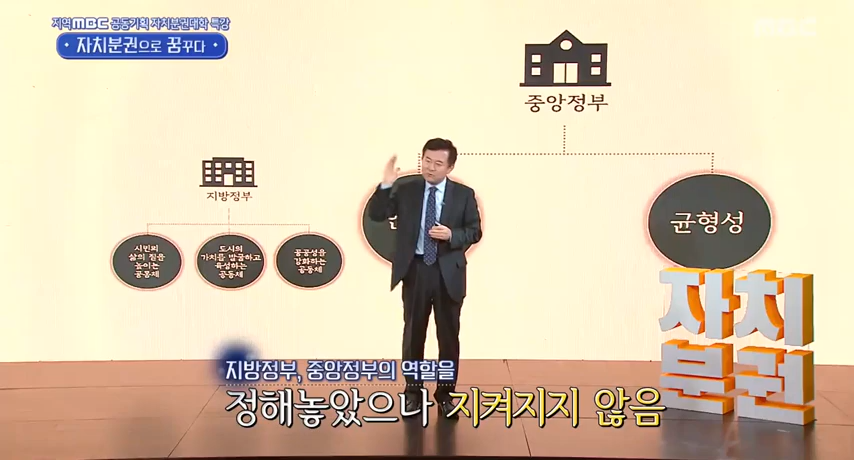 지역MBC 공동기획 자치분권대학 특강
자치분권으로 꿈꾸다
중앙정부
지방정부
균형성
시민의
삶의 질을
높이는
공동체
도시의
가치를 발굴하고
육성하는
공동체
공공성을
강화하는
공동체
자치
분권
지방정부, 중앙정부의 역할을
정해놓았으나 지켜지지 않음